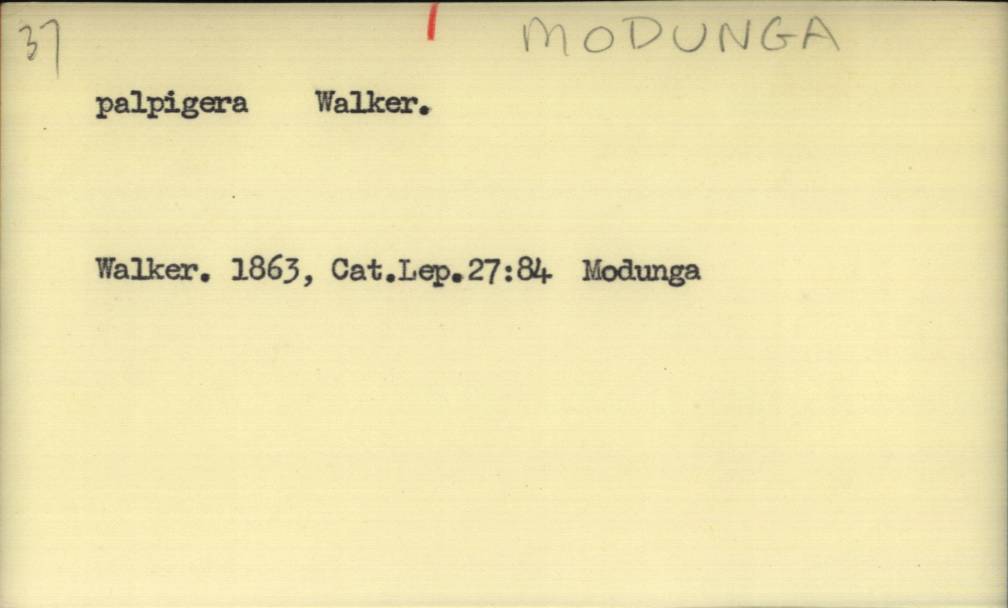 37
MODUNGA
palpigera Walker.
Walker. 1863, Cat.Lep.27:84 Modunga